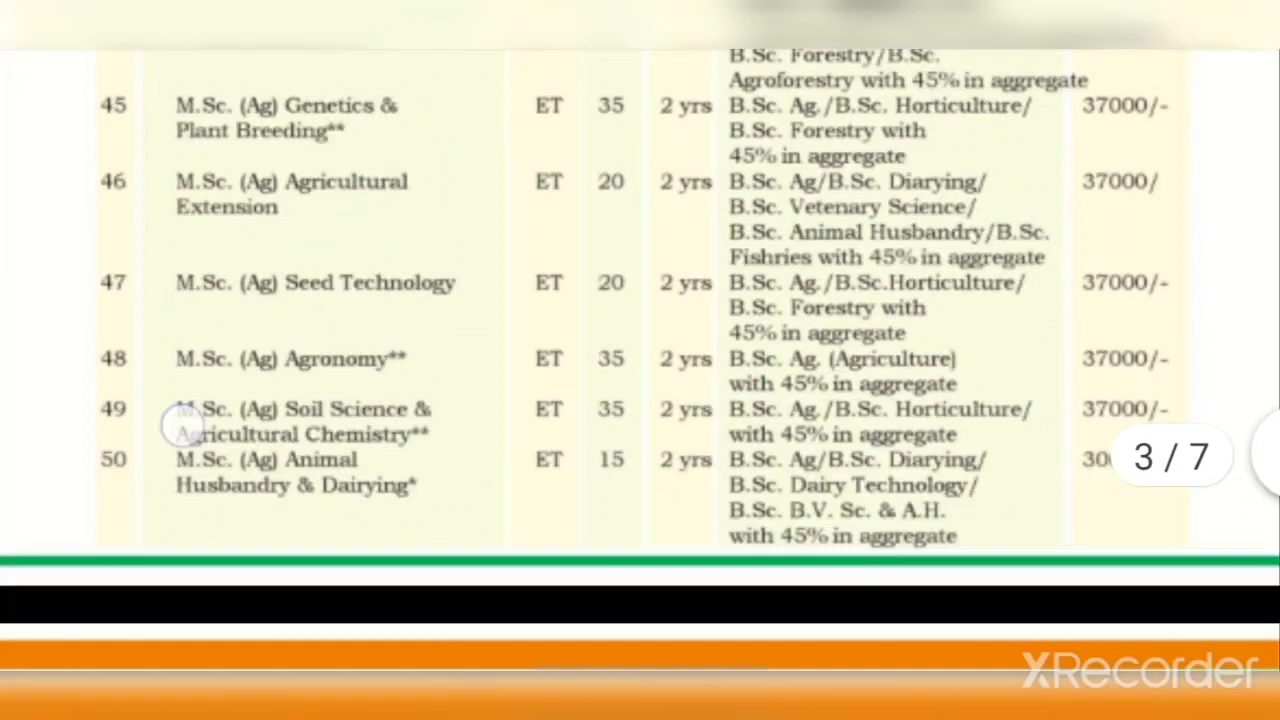 B.Sc. Forestry/B.Sc.
Agroforestry with 45% in aggregate
45 M.Sc. (Ag) Genetics & ET 35 2 yrs B.Sc. Ag./B.Sc. Horticulture/ 37000/-
Plant Breeding** B.Sc. Forestry with
45% in aggregate
46 M.Sc. (Ag) Agricultural ET 20 2 yrs B.Sc. Ag/B.Sc. Diarying/ 37000/
Extension B.Sc. Vetenary Science/
B.Sc. Animal Husbandry/B.Sc.
Fishries with 45% in aggregate
47 M.Sc. (Ag) Seed Technology ET 20 2 yrs B.Sc. Ag./B.Sc.Horticulture/ 37000/-
B.Sc. Forestry with
45% in aggregate
48 M.Sc. (Ag) Agronomy** ET 35 2 yrs B.Sc. Ag. (Agriculture) 37000/-
with 45% in aggregate
49 M.Sc. (Ag) Soil Science & ET 35 2 yrs B.Sc. Ag./B.Sc. Horticulture/ 37000/-
Agricultural Chemistry** with 45% in aggregate
50 M.Sc. (Ag) Animal ET 15 2 yrs B.Sc. Ag/B.Sc. Diarying/
Husbandry & Dairying* B.Sc. Dairy Technology/
B.Sc. B.V. Sc. & A.H.
with 45% in aggregate
3 / 7
XRecorder